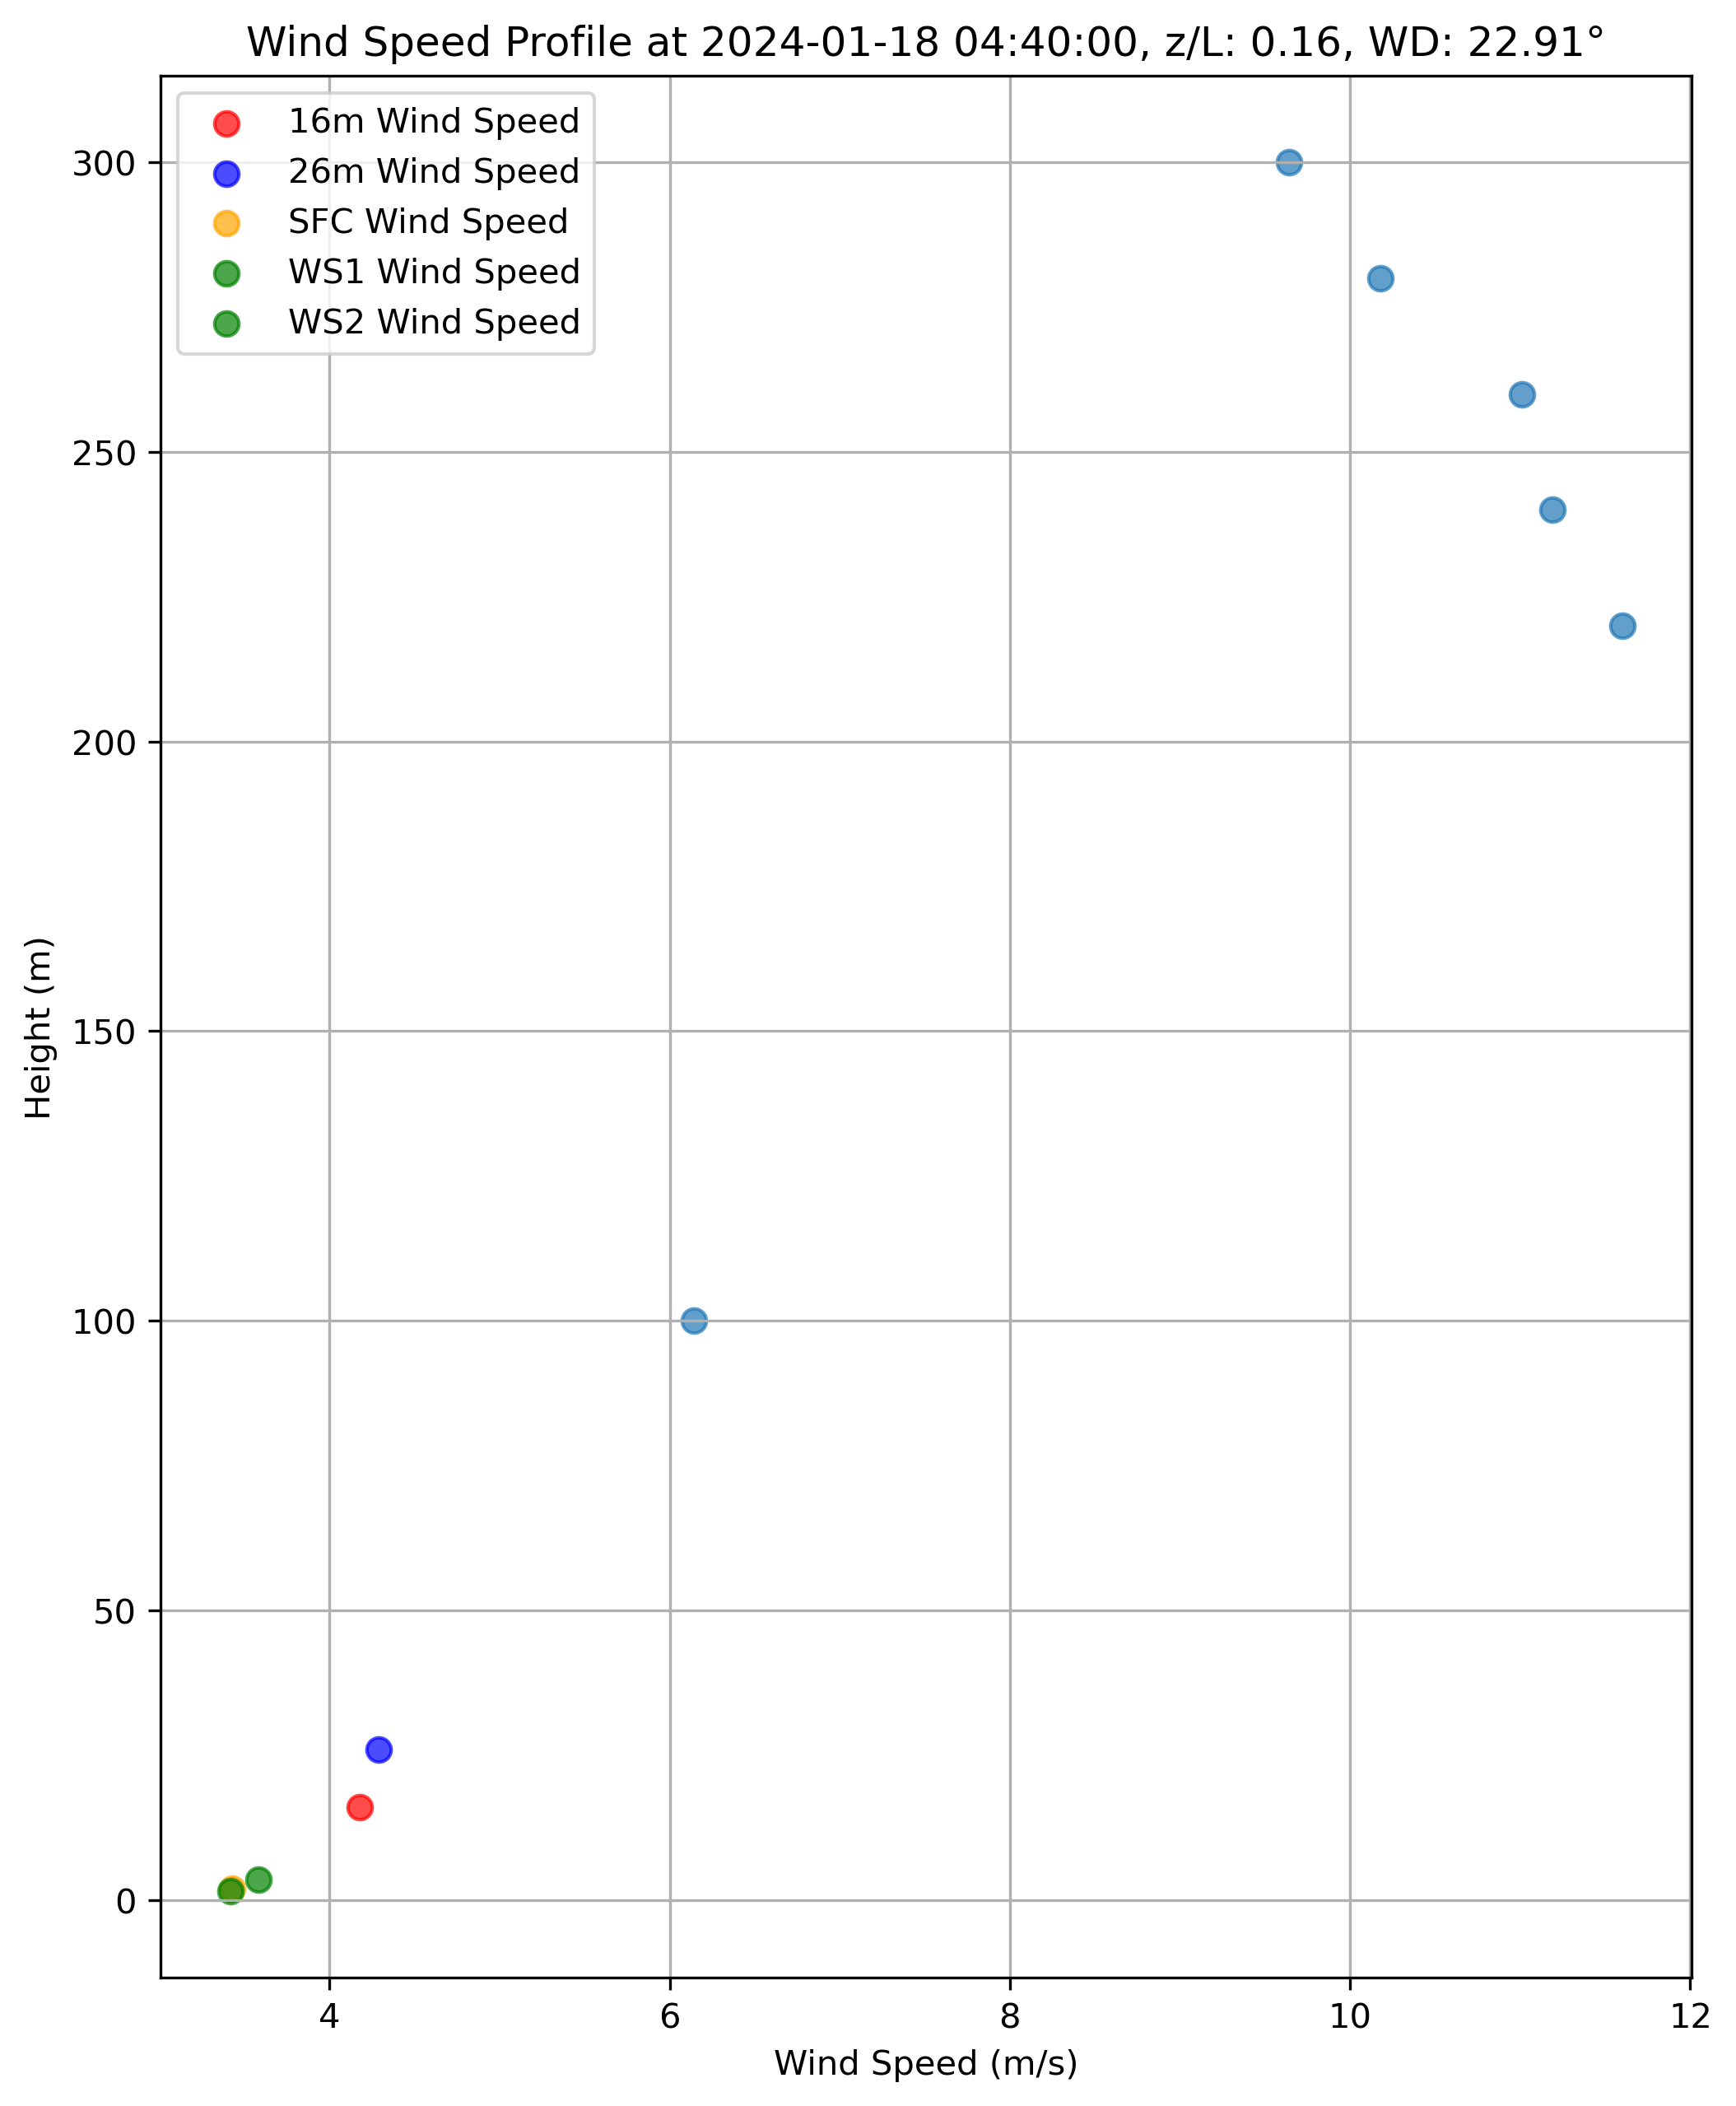 Wind Speed Profile at 2024-01-18 04:40:00, z/L: 0.16, WD: 22.91°
16m Wind Speed
26m Wind Speed
SFC Wind Speed
WS1 Wind Speed
WS2 Wind Speed
300
250
200
150
100
50
0
Height (m)
4 6 8 10 12
Wind Speed (m/s)